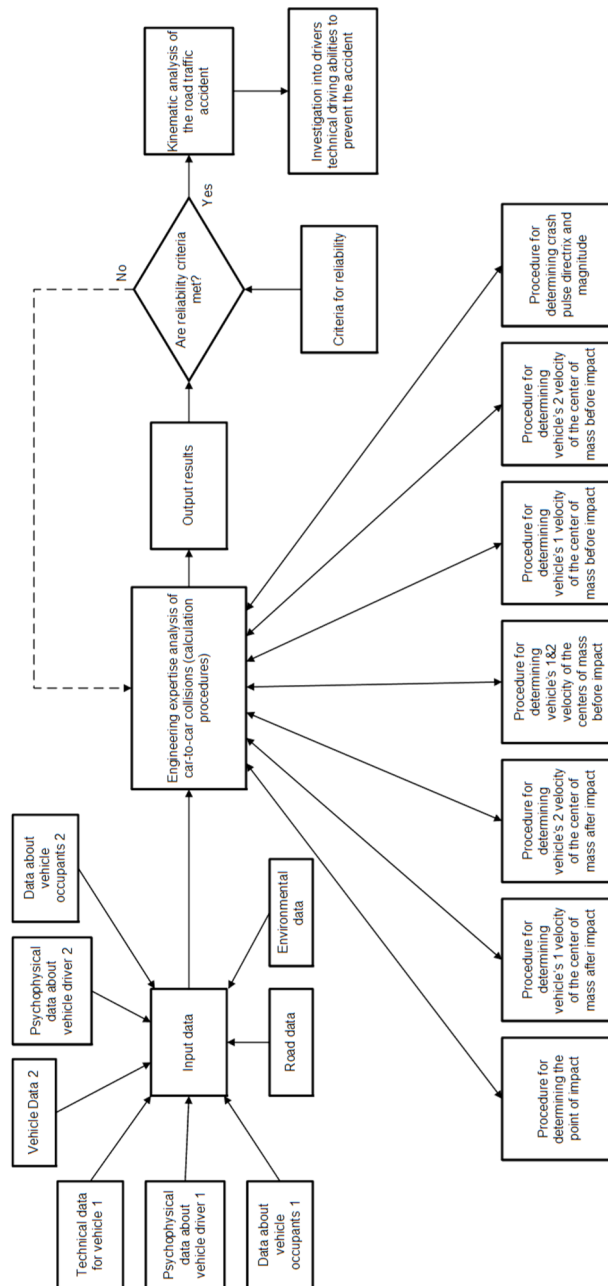 Technical data
for vehicle 1
Psychophysical
data about
vehicle driver 1
Data about
vehicle
occupants 1
Vehicle Data 2
Psychophysical
data about
vehicle driver 2
Data about
vehicle
occupants 2
Input data
Road data
Environmental
data
Engineering expertise analysis of
car-to-car collisions (calculation
procedures)
Output results
Are reliability criteria
met?
No
Yes
Criteria for reliability
Kinematic analysis of
the road traffic
accident
Investigation into drivers
technical driving abilities to
prevent the accident
Procedure for
determining the
point of impact
Procedure for
determining
vehicle's 1 velocity
of the center of
mass after impact
Procedure for
determining
vehicle's 2 velocity
of the center of
mass after impact
Procedure for
determining
vehicle's 1&2
velocity of the
centers of mass
before impact
Procedure for
determining
vehicle's 1 velocity
of the center of
mass before impact
Procedure for
determining
vehicle's 2 velocity
of the center of
mass before impact
Procedure for
determining crash
pulse directrix and
magnitude